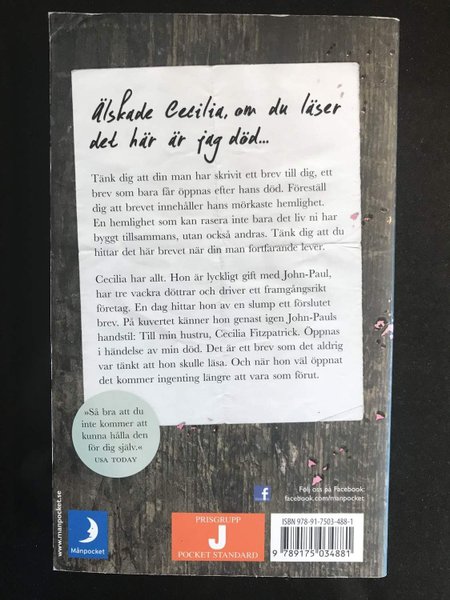 Älskade Cecilia, om du läser
det här är jag död...
Tänk dig att din man har skrivit ett brev till dig, ett
brev som bara får öppnas efter hans död. Föreställ
dig att brevet innehåller hans mörkaste hemlighet.
En hemlighet som kan rasera inte bara det liv ni har
byggt tillsammans, utan också andras. Tänk dig att du
hittar det här brevet när din man fortfarande lever.
Cecilia har allt. Hon är lyckligt gift med John-Paul,
har tre vackra döttrar och driver ett framgångsrikt
företag. En dag hittar hon av en slump ett förslutet
brev. På kuvertet känner hon genast igen John-Pauls
handstil: Till min hustru, Cecilia Fitzpatrick. Öppnas
i händelse av min död. Det är ett brev som det aldrig
var tänkt att hon skulle läsa. Och när hon väl öppnat
det kommer ingenting längre att vara som förut.
»Så bra att du
inte kommer att
kunna hålla den
för dig själv.«
USA TODAY
www.manpocket.se
Månpocket
PRISGRUPP
J
POCKET STANDARD
Följ oss på Facebook:
facebook.com/manpocket
ISBN 978-91-7503-488-1
9 789175 034881